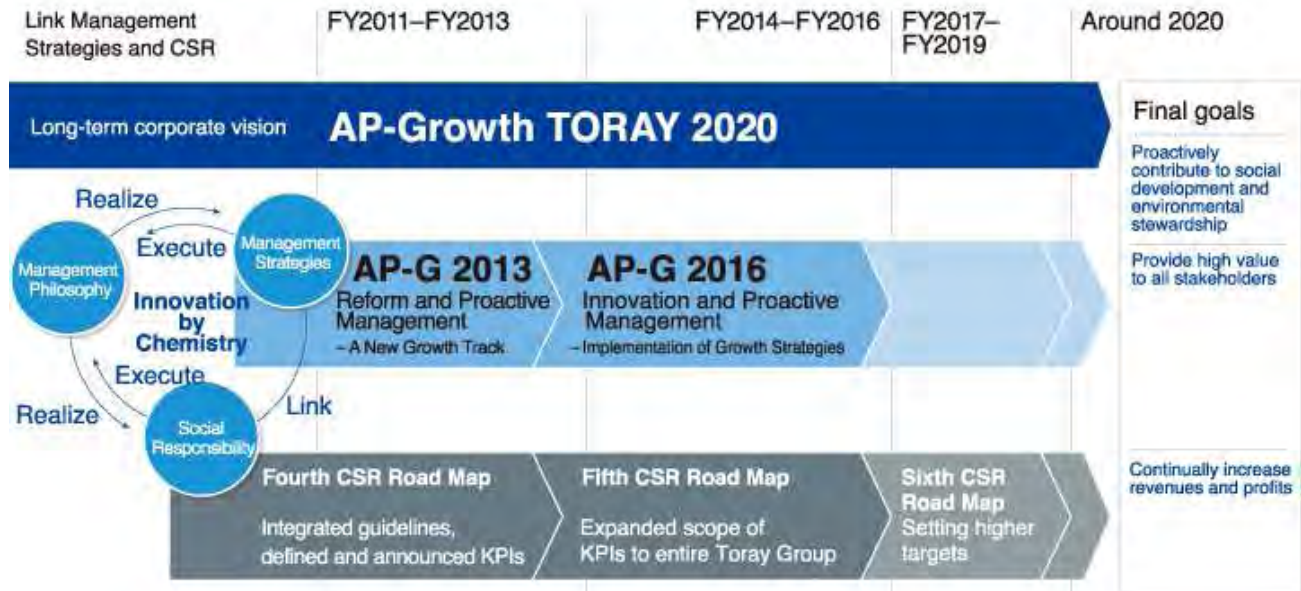 Link Management
Strategies and CSR
FY2011–FY2013
FY2014–FY2016
FY2017–
FY2019
Around 2020
Long-term corporate vision
AP-Growth TORAY 2020
Final goals
Proactively
contribute to social
development and
environmental
stewardship
Provide high value
to all stakeholders
Continually increase
revenues and profits
Realize
Execute
Management
Philosophy
Management
Strategies
Innovation
by
Chemistry
Execute
Realize
Link
Social
Responsibility
AP-G 2013
Reform and Proactive
Management
– A New Growth Track
AP-G 2016
Innovation and Proactive
Management
– Implementation of Growth Strategies
Fourth CSR Road Map
Integrated guidelines,
defined and announced KPIs
Fifth CSR Road Map
Expanded scope of
KPIs to entire Toray Group
Sixth CSR
Road Map
Setting higher
targets